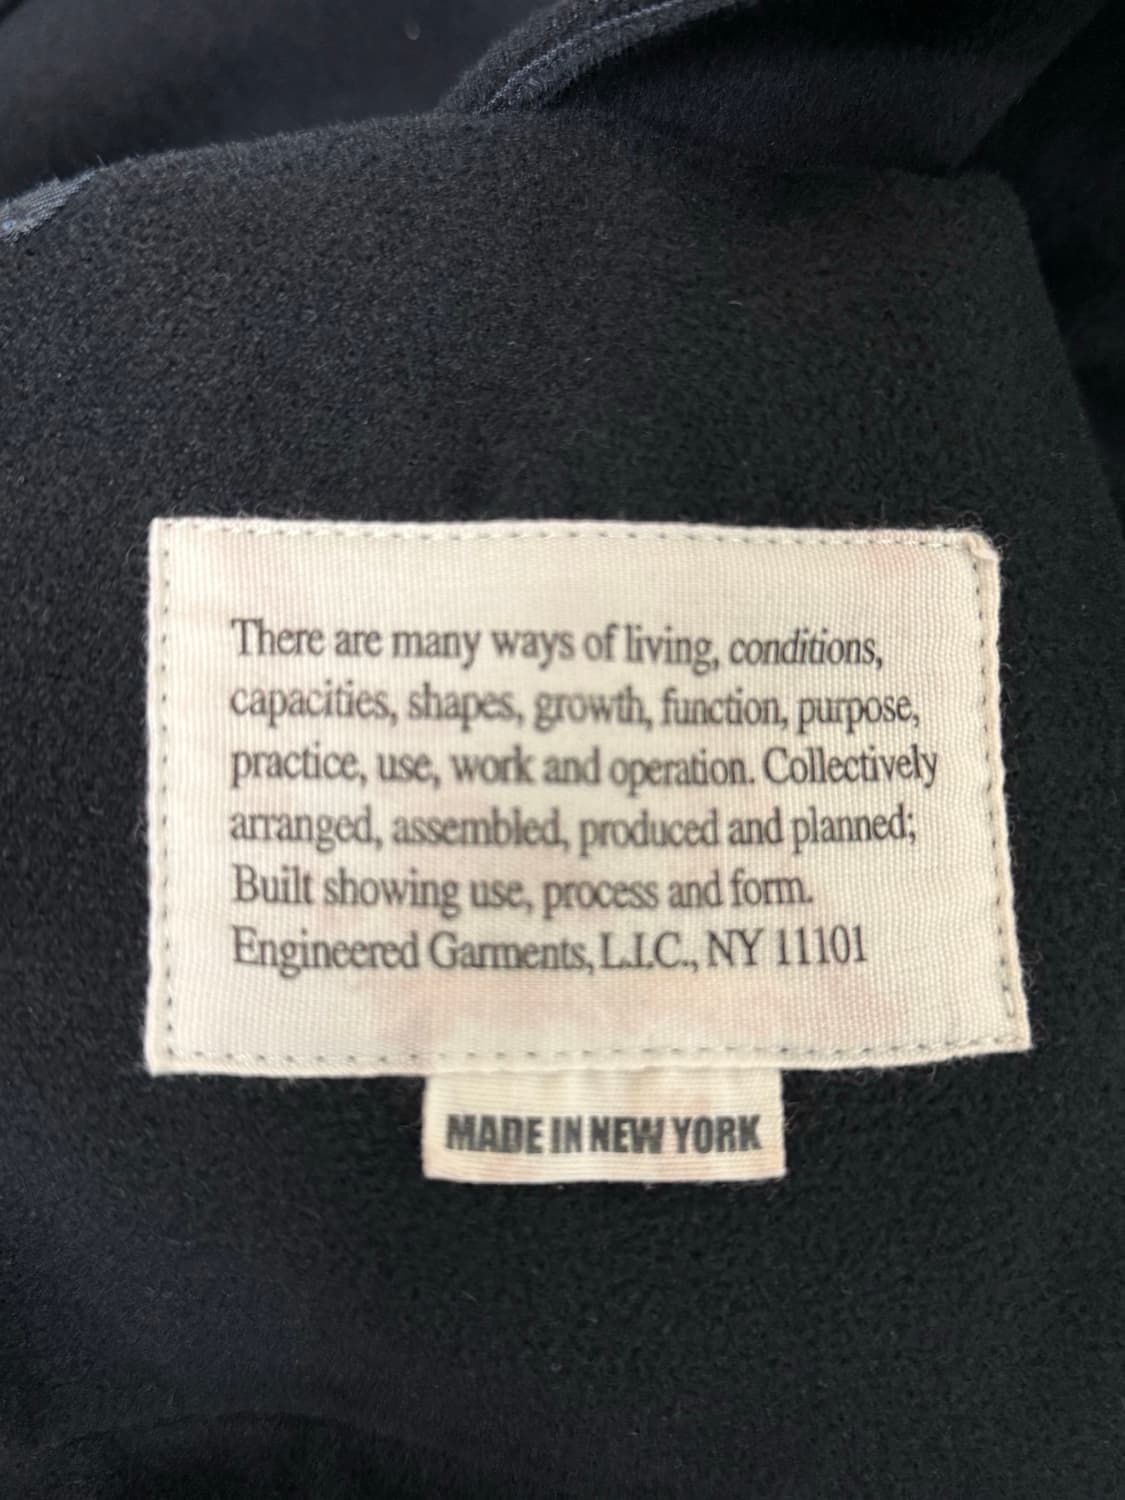 There are many ways of living, conditions,
capacities, shapes, growth, function, purpose,
practice, use, work and operation. Collectively
arranged, assembled, produced and planned;
Built showing use, process and form.
Engineered Garments, L.I.C., NY 11101
MADE IN NEW YORK